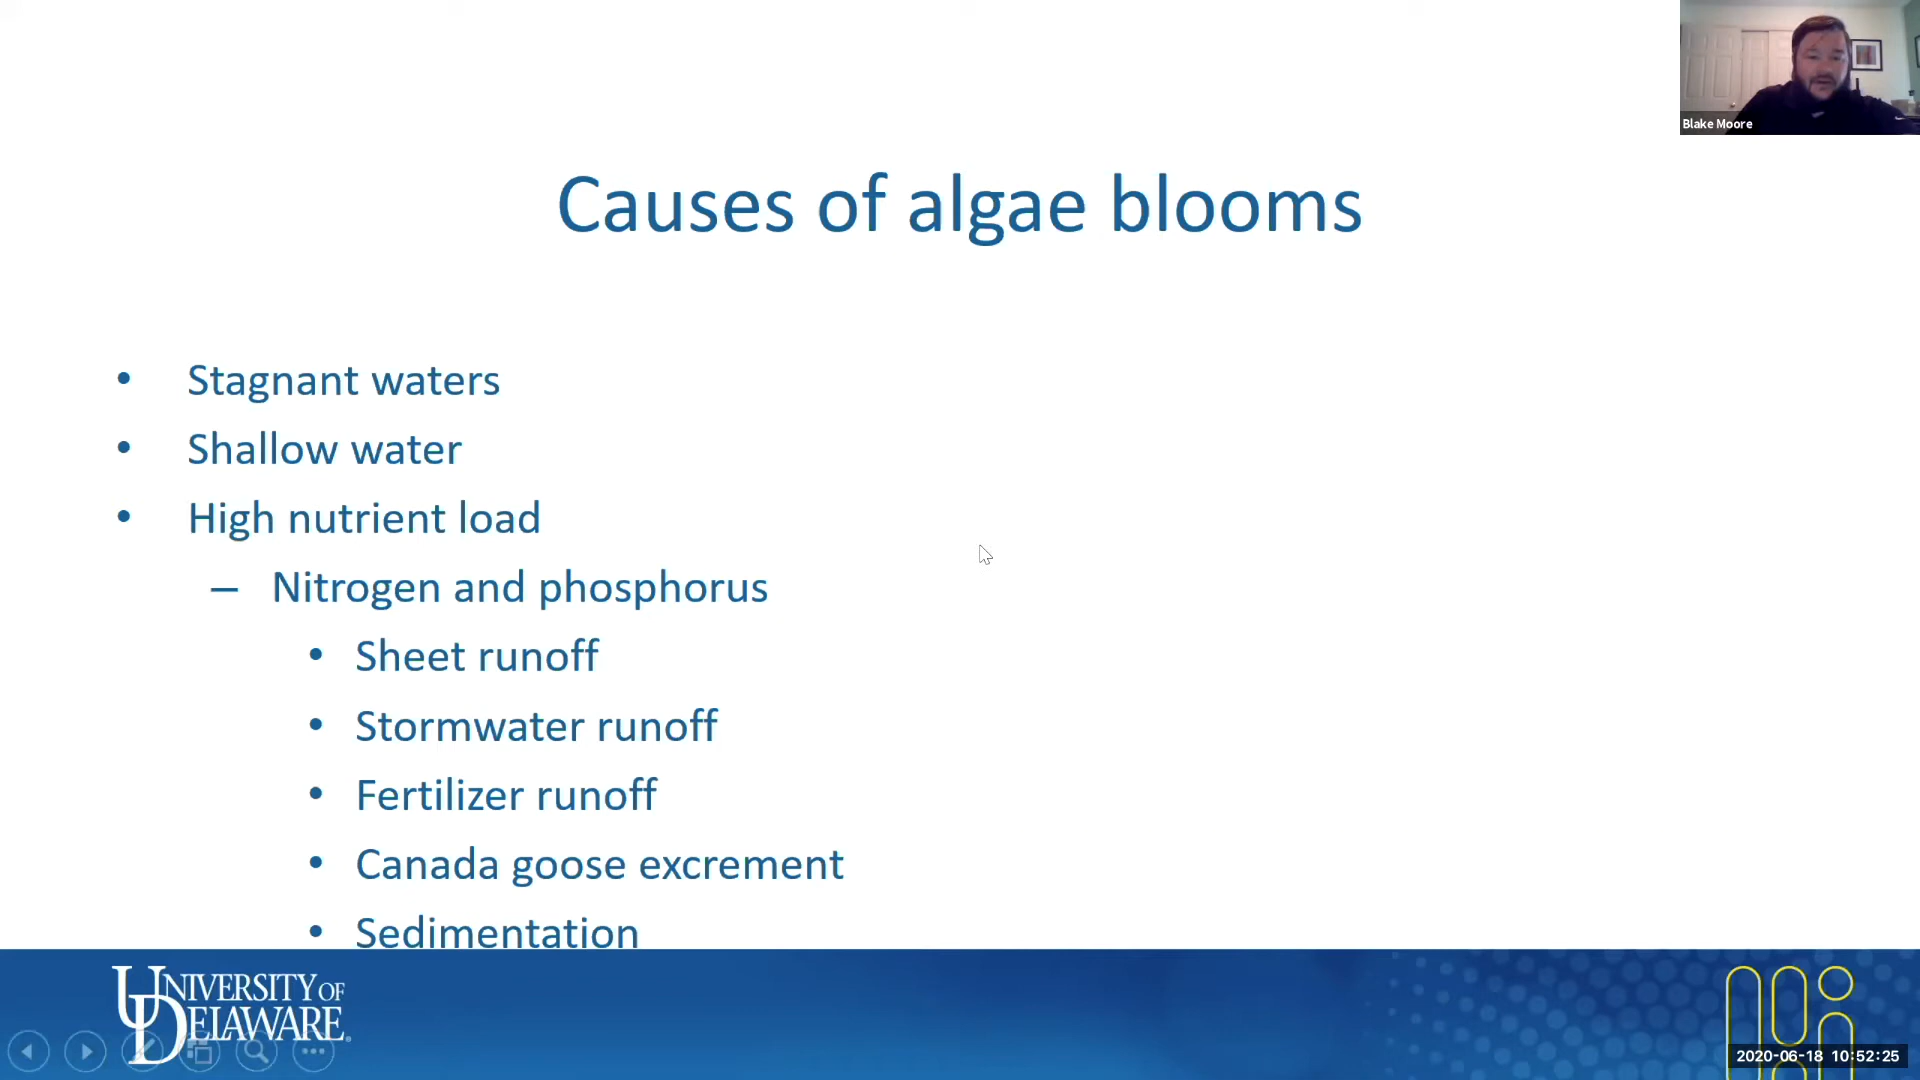 Blake Moore
Causes of algae blooms
• Stagnant waters
• Shallow water
• High nutrient load
– Nitrogen and phosphorus
• Sheet runoff
• Stormwater runoff
• Fertilizer runoff
• Canada goose excrement
• Sedimentation
UNIVERSITY OF
DELAWARE
2020-06-18 10:52:25